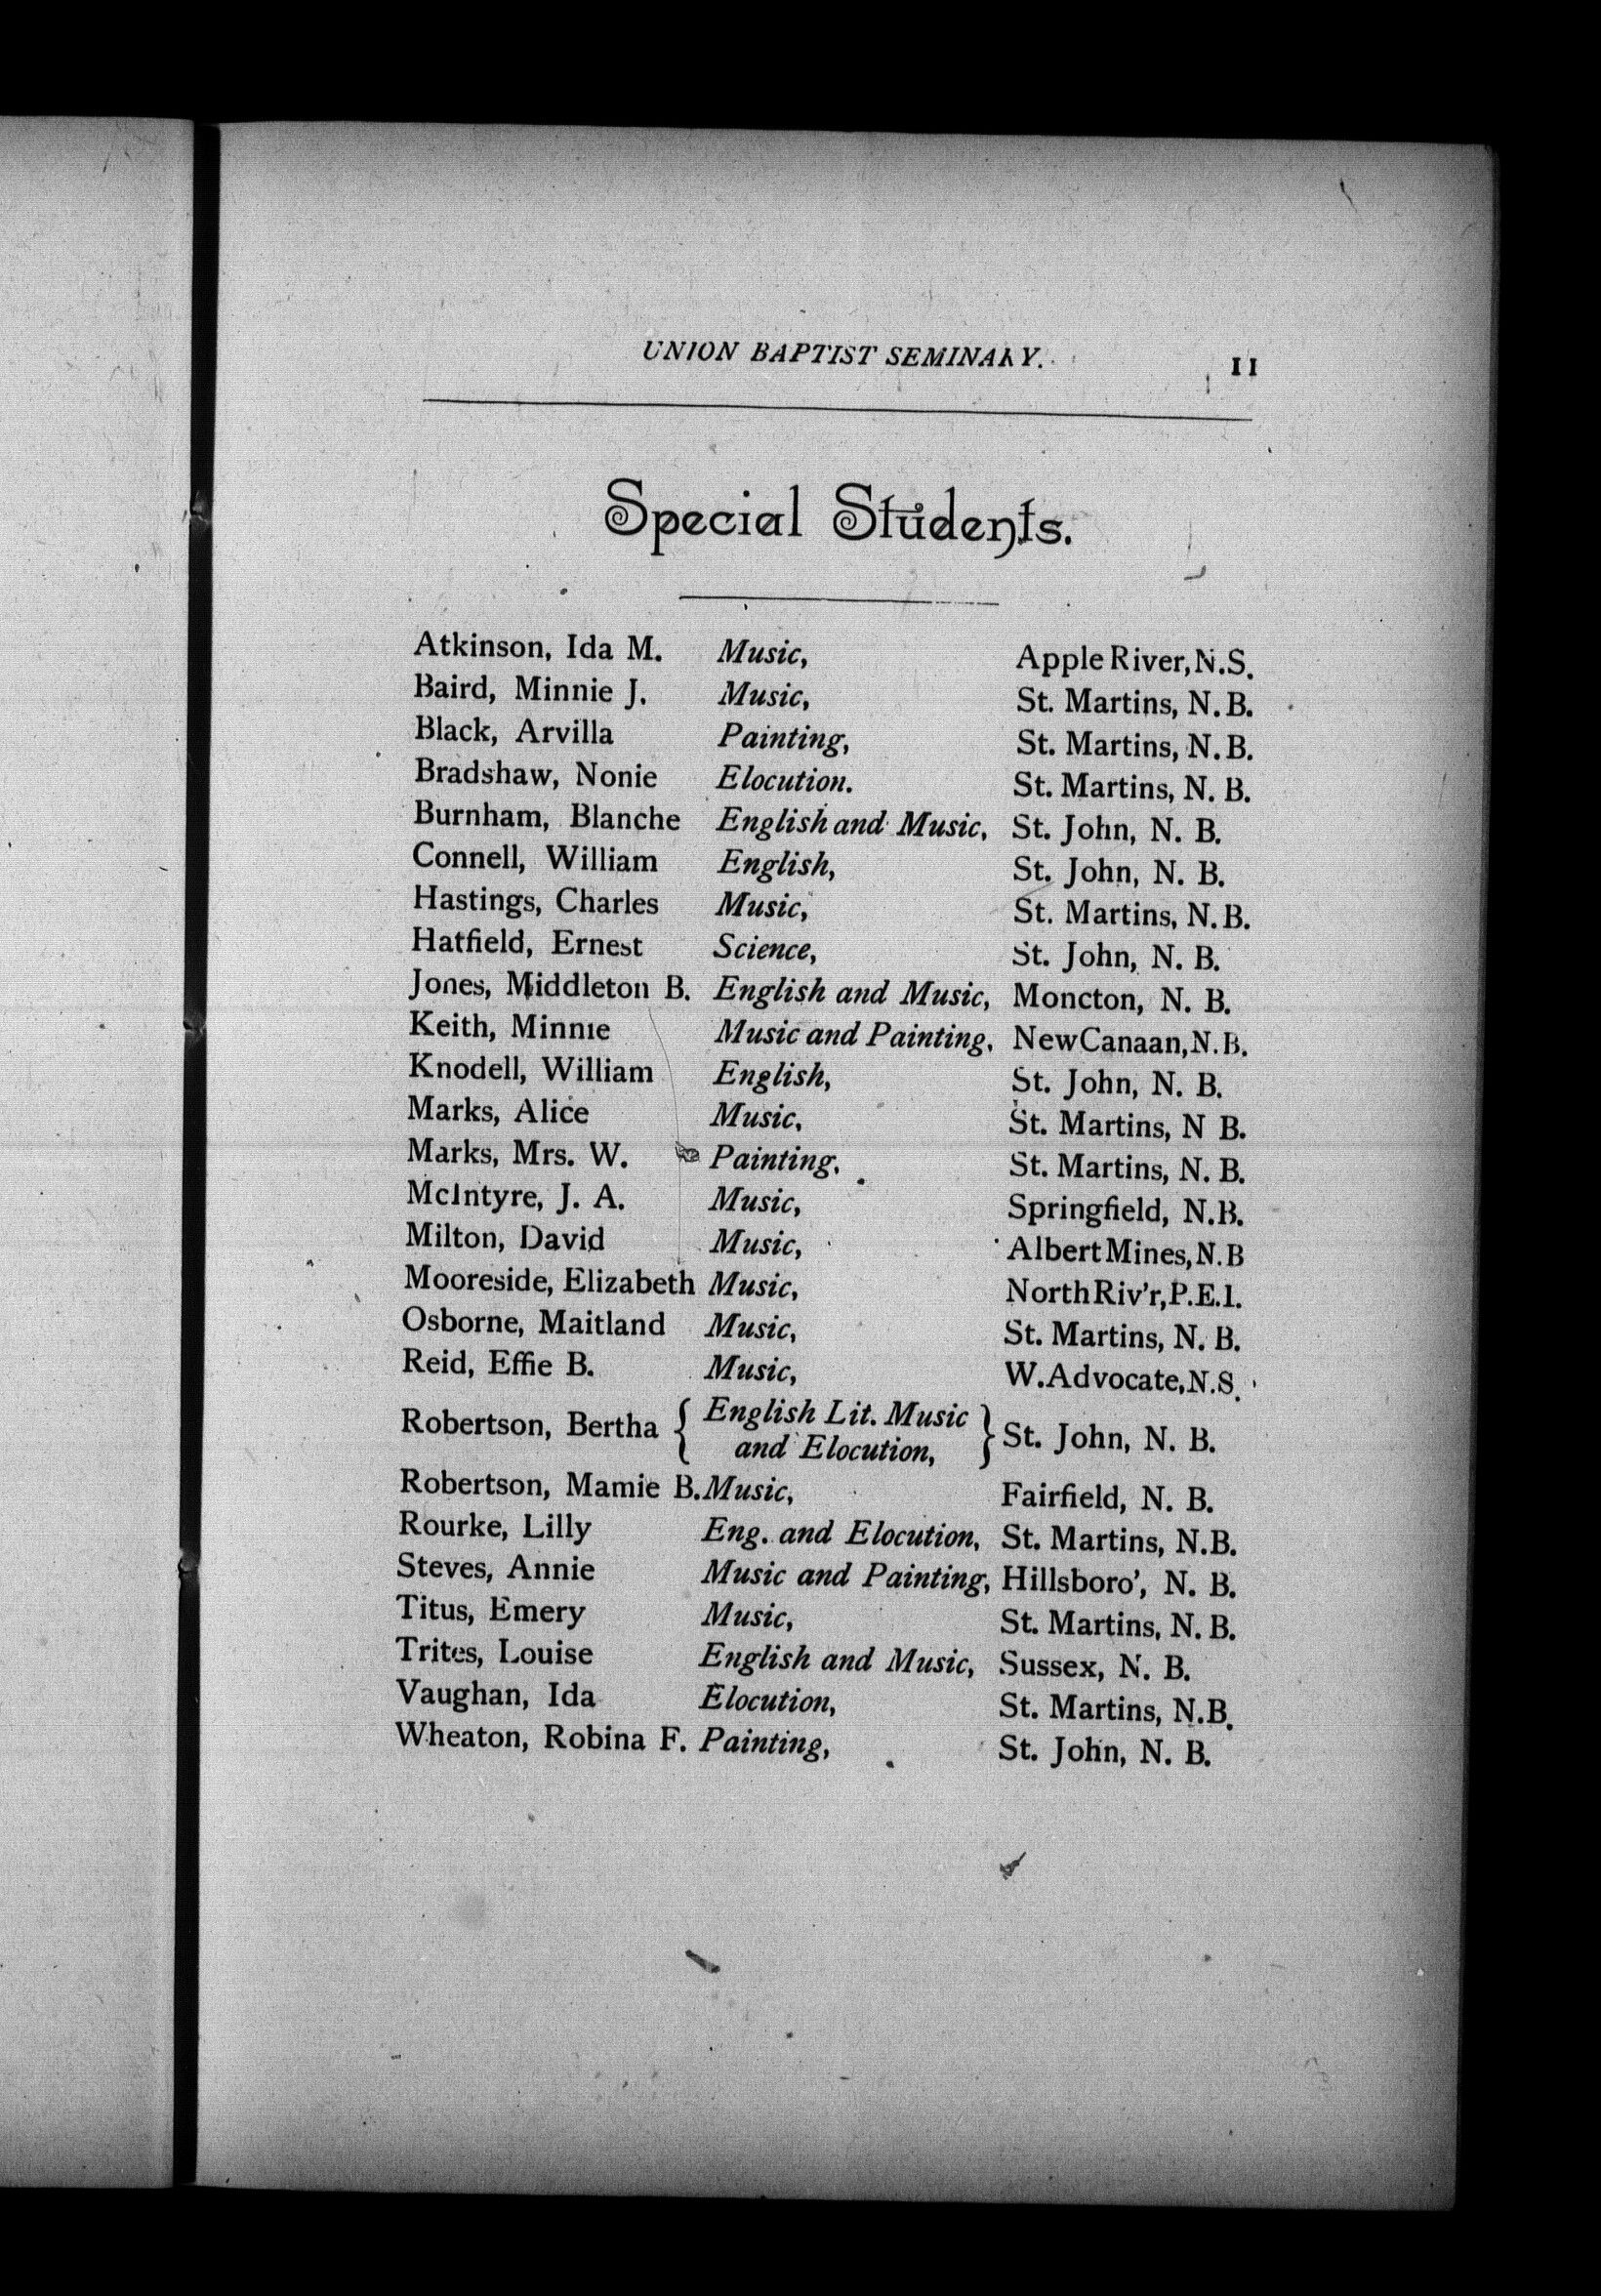 UNION BAPTIST SEMINARY. 11
Special Students.
Atkinson, Ida M. Music, Apple River, N.S.
Baird, Minnie J. Music, St. Martins, N. B.
Black, Arvilla Painting, St. Martins, N. B.
Bradshaw, Nonie Elocution. St. Martins, N. B.
Burnham, Blanche English and Music, St. John, N. B.
Connell, William English, St. John, N. B.
Hastings, Charles Music, St. Martins, N. B.
Hatfield, Ernest Science, St. John, N. B.
Jones, Middleton B. English and Music, Moncton, N. B.
Keith, Minnie Music and Painting, New Canaan, N. B.
Knodell, William English, St. John, N. B.
Marks, Alice Music, St. Martins, N B.
Marks, Mrs. W. Painting, St. Martins, N. B.
McIntyre, J. A. Music, Springfield, N.B.
Milton, David Music, Albert Mines, N. B
Mooreside, Elizabeth Music, North Riv'r, P.E.I.
Osborne, Maitland Music, St. Martins, N. B.
Reid, Effie B. Music, W. Advocate, N.S.
Robertson, Bertha { English Lit. Music
and Elocution, } St. John, N. B.
Robertson, Mamie B. Music, Fairfield, N. B.
Rourke, Lilly Eng. and Elocution, St. Martins, N.B.
Steves, Annie Music and Painting, Hillsboro', N. B.
Titus, Emery Music, St. Martins, N. B.
Trites, Louise English and Music, Sussex, N. B.
Vaughan, Ida Elocution, St. Martins, N.B.
Wheaton, Robina F. Painting, St. John, N. B.